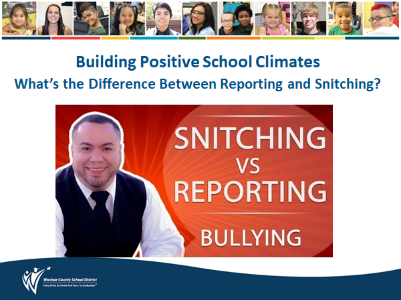 Building Positive School Climates
What's the Difference Between Reporting and Snitching?
SNITCHING
VS
REPORTING
BULLYING
Washoe County School District